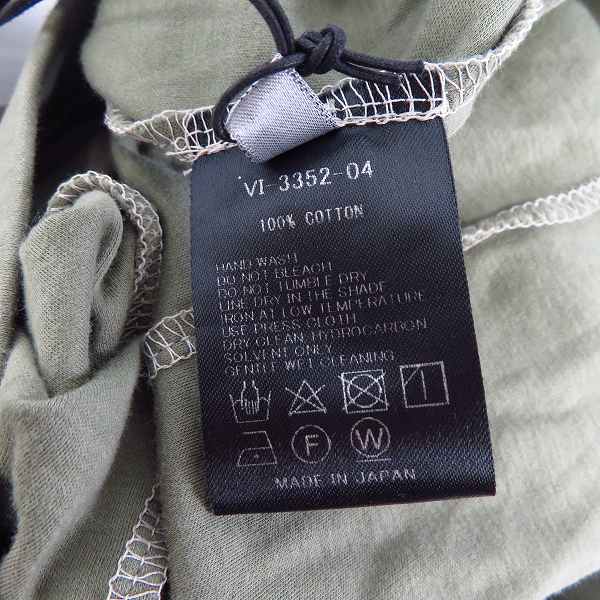 VI-3352-04
100% COTTON
HAND WASH
DO NOT BLEACH
DO NOT TUMBLE DRY
LINE DRY IN THE SHADE
IRON AT LOW TEMPERATURE
USE PRESS CLOTH
DRY CLEAN, HYDROCARBON
SOLVENT ONLY
GENTLE WET CLEANING
F W
MADE IN JAPAN